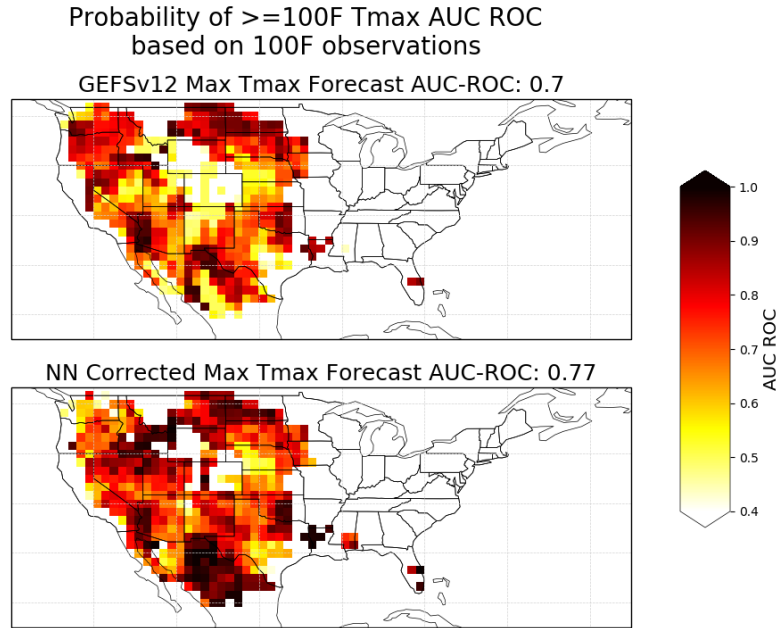 Probability of >=100F Tmax AUC ROC
based on 100F observations
GEFSv12 Max Tmax Forecast AUC-ROC: 0.7
NN Corrected Max Tmax Forecast AUC-ROC: 0.77
1.0
0.9
0.8
0.7
0.6
0.5
0.4
AUC ROC